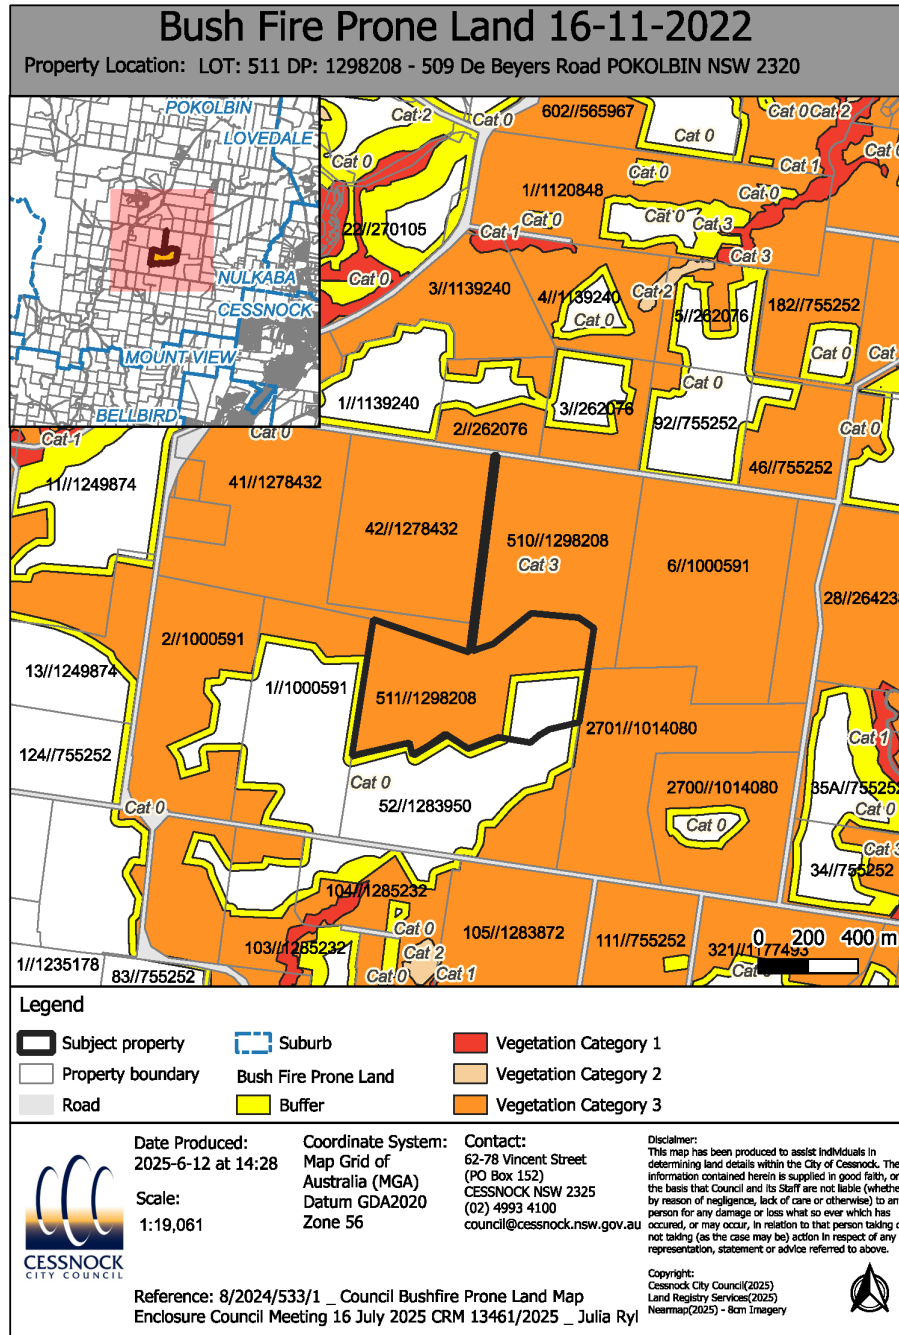 Bush Fire Prone Land 16-11-2022
Property Location: LOT: 511 DP: 1298208 - 509 De Beyers Road POKOLBIN NSW 2320
POKOLBIN
LOVEDALE
NULKABA
CESSNOCK
MOUNT VIEW
BELLBIRD
Cat 2
Cat 0
602//565967
Cat 0
Cat 2
Cat 0
Cat 0
Cat 1
Cat 0
1//1120848
Cat 0
22//270105
Cat 1
Cat 0
Cat 0
Cat 3
Cat 3
Cat 0
3//1139240
4//1139240
Cat 2
Cat 0
5//262076
182//755252
Cat 0
Cat
Cat 0
1//1139240
3//262076
2//262076
92//755252
Cat 0
46//755252
Cat 0
Cat 1
11//1249874
41//1278432
42//1278432
510//1298208
Cat 3
6//1000591
28//26423
2//1000591
13//1249874
1//1000591
511//1298208
2701//1014080
124//755252
Cat 1
Cat 0
52//1283950
2700//1014080
35A//755252
Cat 0
Cat 0
Cat 0
Cat 3
34//755252
104//1285232
103//1285232
Cat 0
Cat 2
Cat 0
Cat 1
105//1283872
111//755252
321//1177493
Cat 0
1//1235178
83//755252
0 200 400 m
Legend
Subject property
Suburb
Vegetation Category 1
Property boundary
Bush Fire Prone Land
Vegetation Category 2
Road
Buffer
Vegetation Category 3
CESSNOCK
CITY COUNCIL
Date Produced:
2025-6-12 at 14:28
Scale:
1:19,061
Coordinate System:
Map Grid of
Australia (MGA)
Datum GDA2020
Zone 56
Contact:
62-78 Vincent Street
(PO Box 152)
CESSNOCK NSW 2325
(02) 4993 4100
council@cessnock.nsw.gov.au
Disclaimer:
This map has been produced to assist individuals in
determining land details within the City of Cessnock. The
information contained herein is supplied in good faith, on
the basis that Council and its Staff are not liable (whethe
by reason of negligence, lack of care or otherwise) to an
person for any damage or loss what so ever which has
occured, or may occur, in relation to that person taking o
not taking (as the case may be) action in respect of any
representation, statement or advice referred to above.
Copyright:
Cessnock City Council(2025)
Land Registry Services(2025)
Nearmap(2025) - 8cm Imagery
Reference: 8/2024/533/1 _ Council Bushfire Prone Land Map
Enclosure Council Meeting 16 July 2025 CRM 13461/2025 _ Julia Ryl